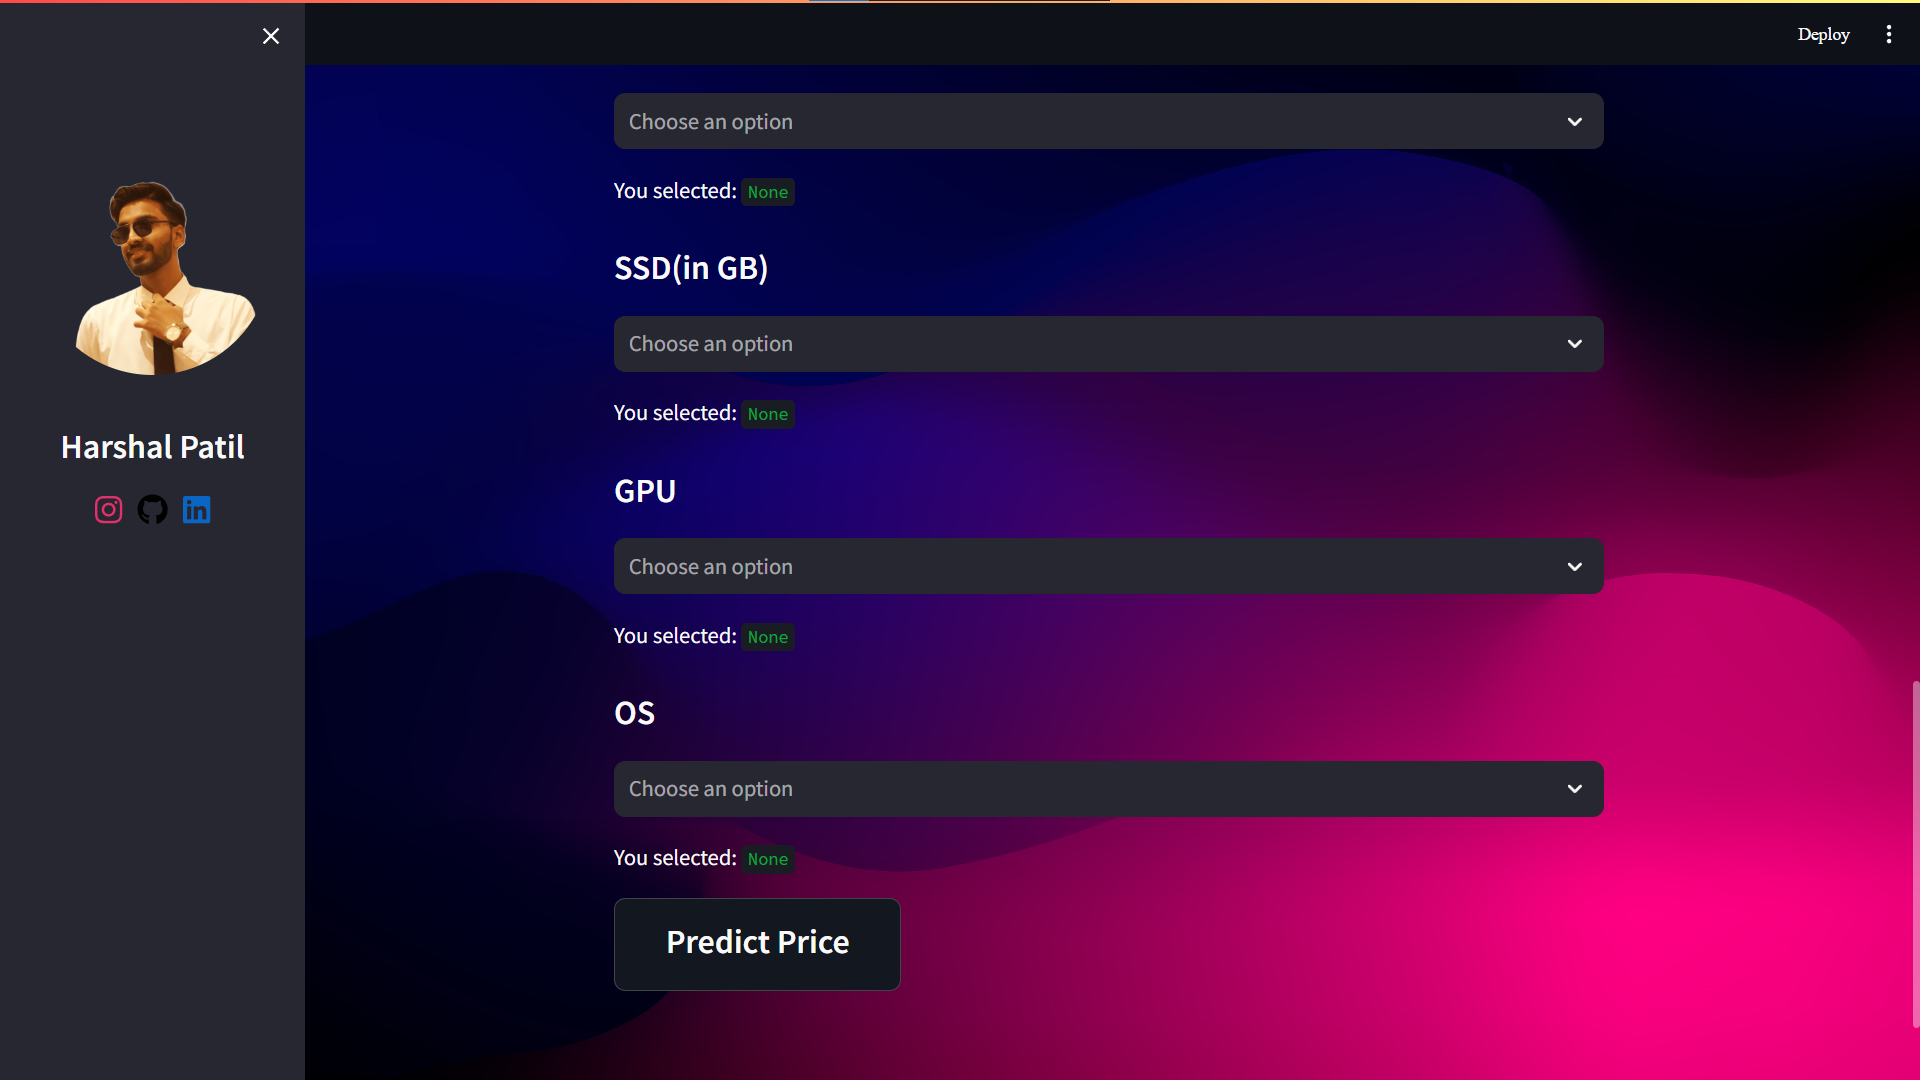 Deploy
Choose an option
You selected: None
SSD(in GB)
Choose an option
You selected: None
GPU
Choose an option
You selected: None
OS
Choose an option
You selected: None
Predict Price
Harshal Patil
in